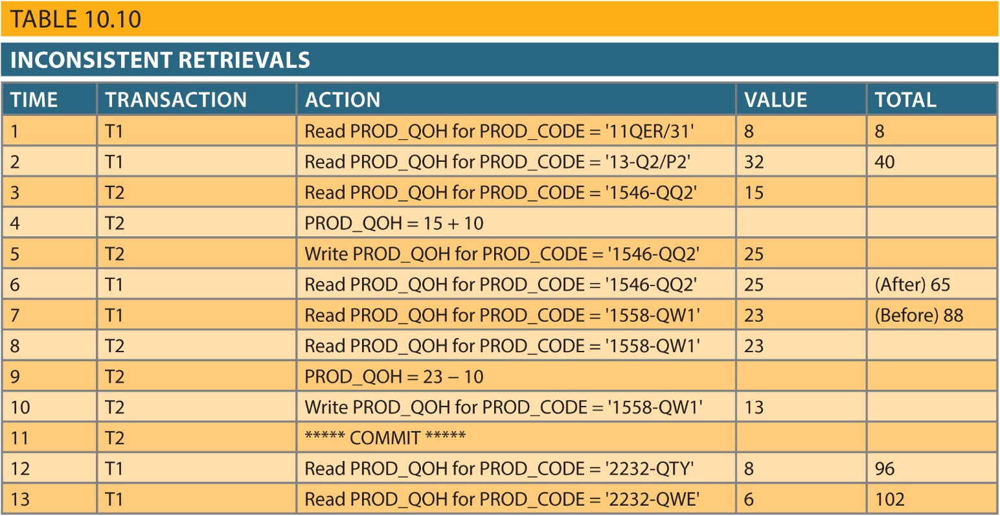 TABLE 10.10
INCONSISTENT RETRIEVALS
TIME TRANSACTION ACTION VALUE TOTAL
1 T1 Read PROD_QOH for PROD_CODE = '11QER/31' 8 8
2 T1 Read PROD_QOH for PROD_CODE = '13-Q2/P2' 32 40
3 T2 Read PROD_QOH for PROD_CODE = '1546-QQ2' 15
4 T2 PROD_QOH = 15 + 10
5 T2 Write PROD_QOH for PROD_CODE = '1546-QQ2' 25
6 T1 Read PROD_QOH for PROD_CODE = '1546-QQ2' 25 (After) 65
7 T1 Read PROD_QOH for PROD_CODE = '1558-QW1' 23 (Before) 88
8 T2 Read PROD_QOH for PROD_CODE = '1558-QW1' 23
9 T2 PROD_QOH = 23 – 10
10 T2 Write PROD_QOH for PROD_CODE = '1558-QW1' 13
11 T2 ***** COMMIT *****
12 T1 Read PROD_QOH for PROD_CODE = '2232-QTY' 8 96
13 T1 Read PROD_QOH for PROD_CODE = '2232-QWE' 6 102